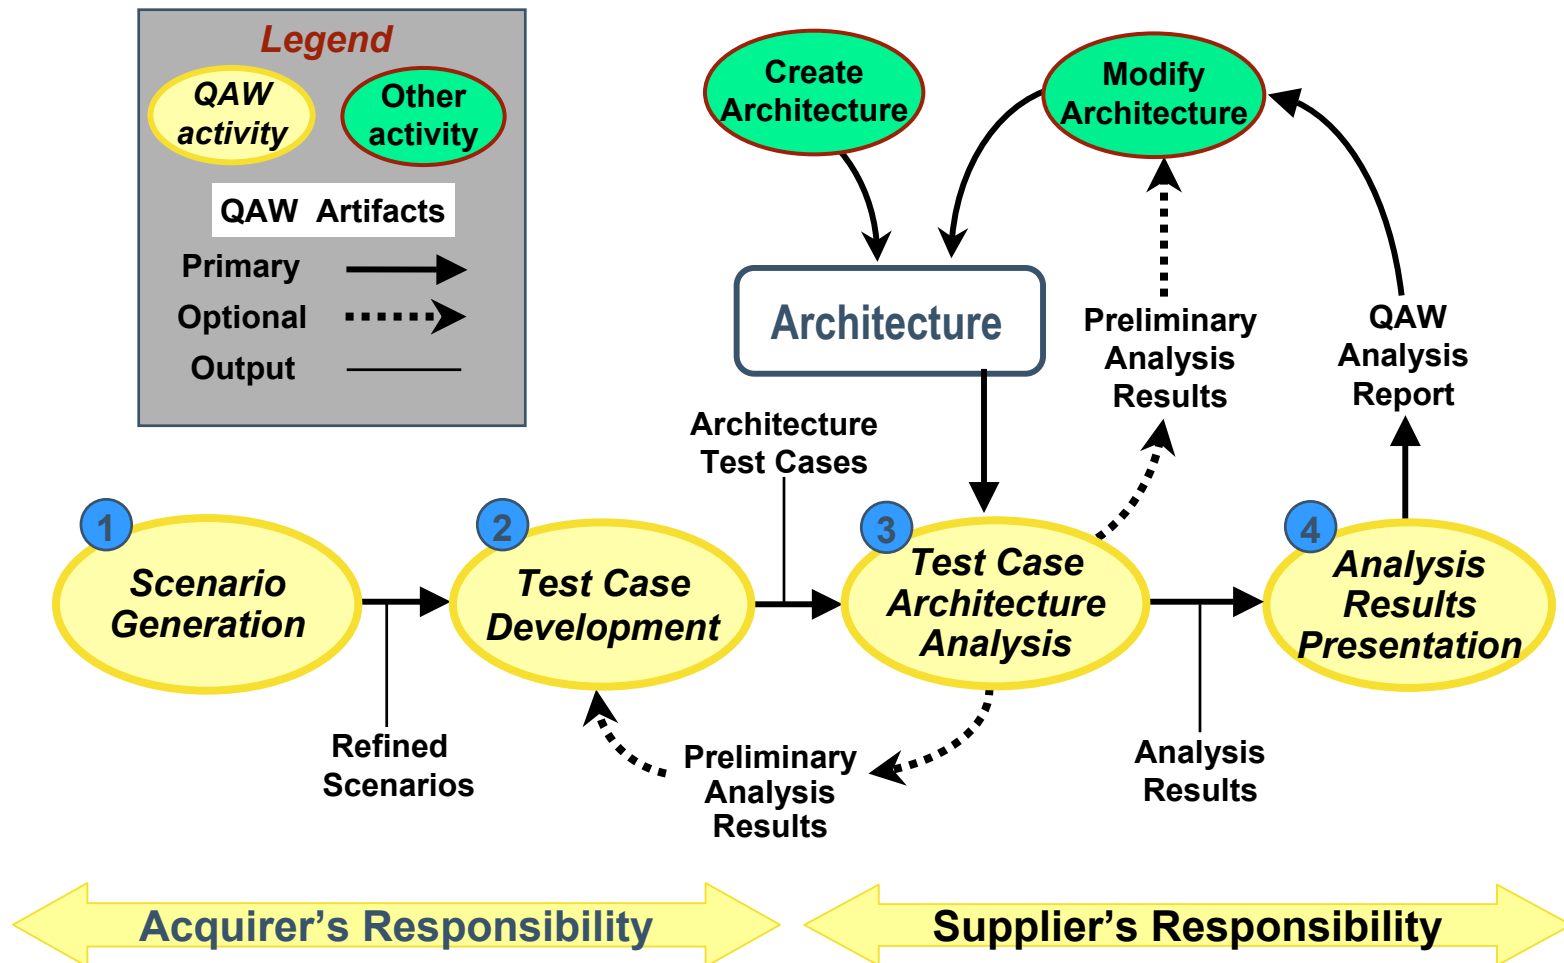 Legend
QAW
activity
Other
activity
QAW Artifacts
Primary
Optional
Output
Create
Architecture
Modify
Architecture
Architecture
Preliminary
Analysis
Results
QAW
Analysis
Report
Architecture
Test Cases
1
Scenario
Generation
2
Test Case
Development
3
Test Case
Architecture
Analysis
4
Analysis
Results
Presentation
Refined
Scenarios
Preliminary
Analysis
Results
Analysis
Results
Acquirer's Responsibility
Supplier's Responsibility